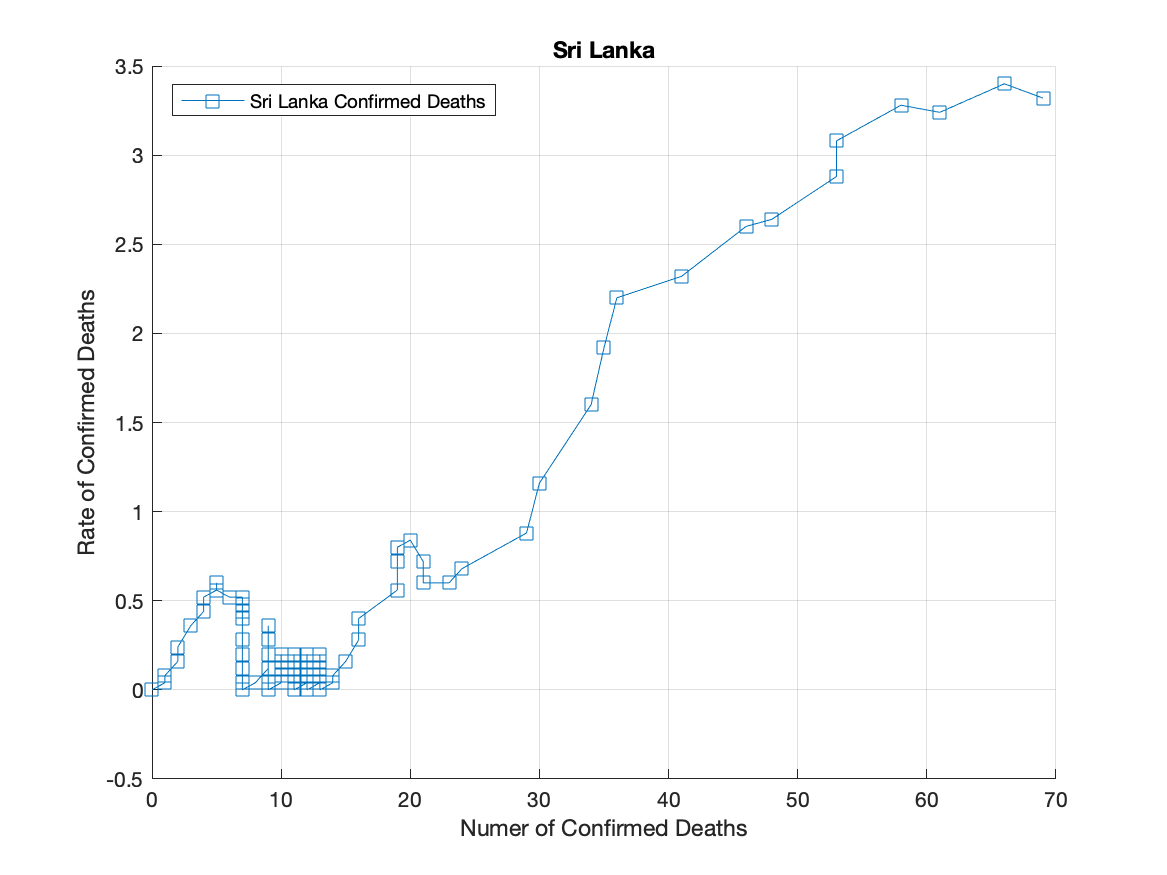 Sri Lanka
Sri Lanka Confirmed Deaths
3.5
3
2.5
2
1.5
1
0.5
0
-0.5
Rate of Confirmed Deaths
0 10 20 30 40 50 60 70
Numer of Confirmed Deaths